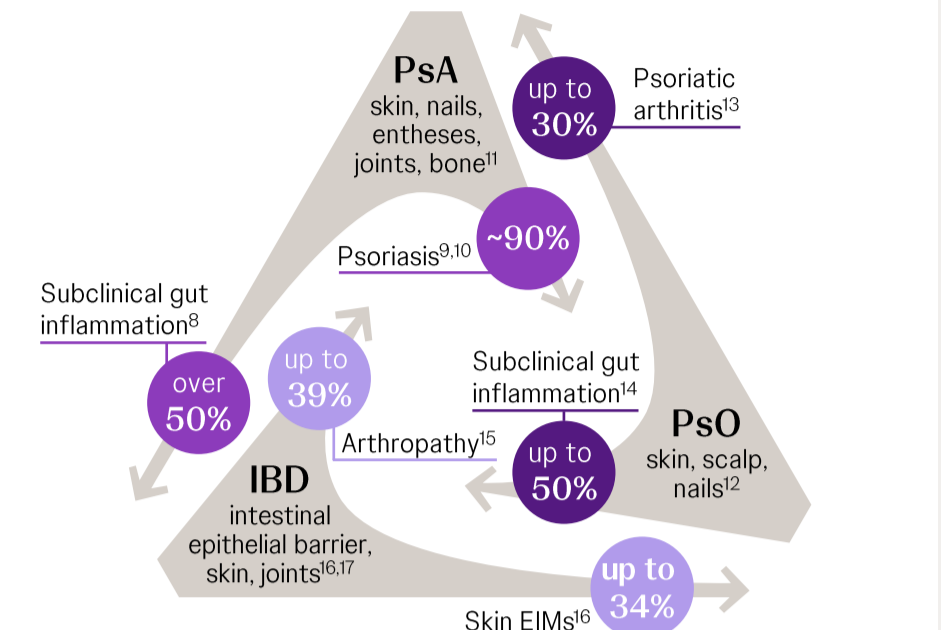 PsA
skin, nails,
entheses,
joints, bone¹¹
up to
30%
Psoriatic
arthritis¹³
~90%
Psoriasis⁹,¹⁰
Subclinical gut
inflammation⁸
over
50%
up to
39%
Arthropathy¹⁵
Subclinical gut
inflammation¹⁴
up to
50%
PsO
skin, scalp,
nails¹²
IBD
intestinal
epithelial barrier,
skin, joints¹⁶,¹⁷
up to
34%
Skin EIMs¹⁶